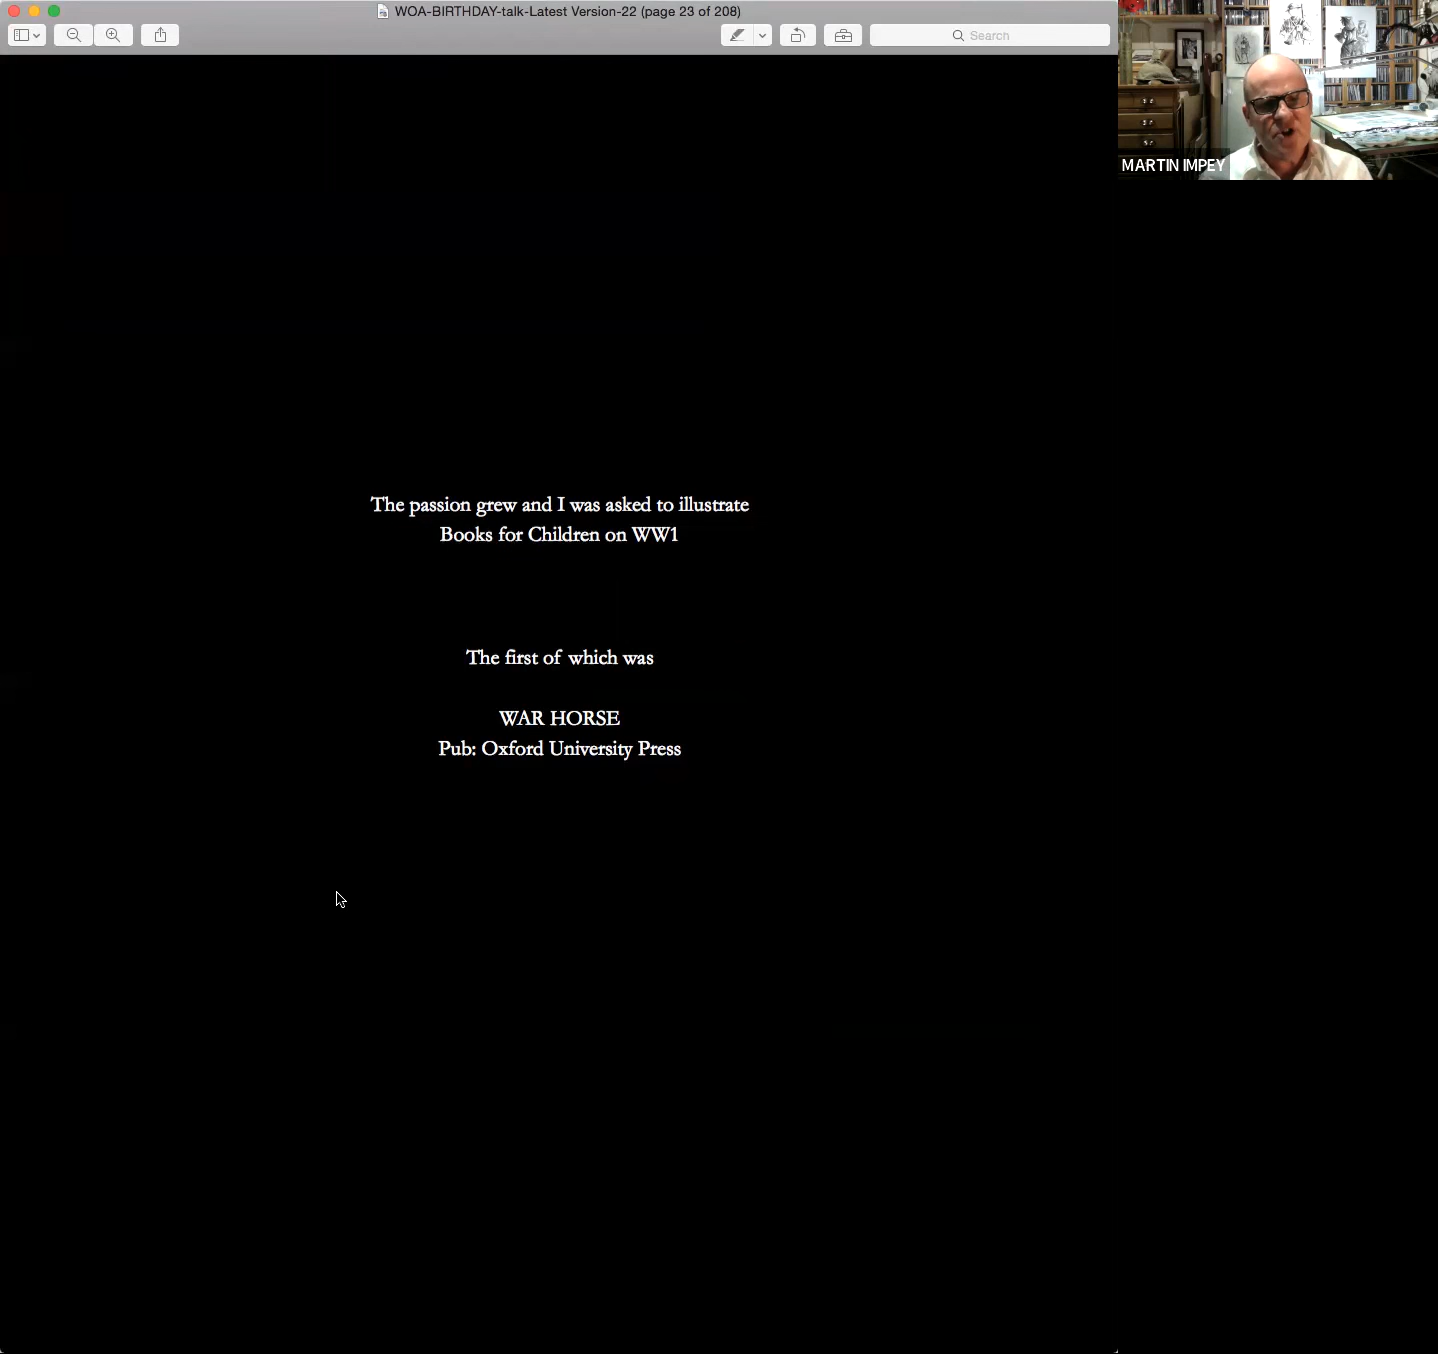 WOA-BIRTHDAY-talk-Latest Version-22 (page 23 of 208)
Search
MARTIN IMPEY
The passion grew and I was asked to illustrate
Books for Children on WW1
The first of which was
WAR HORSE
Pub: Oxford University Press